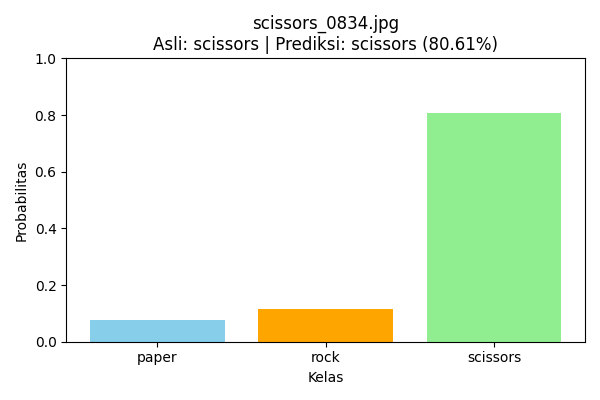 scissors_0834.jpg
Asli: scissors | Prediksi: scissors (80.61%)
1.0
0.8
0.6
0.4
0.2
0.0
Probabilitas
paper rock scissors
Kelas